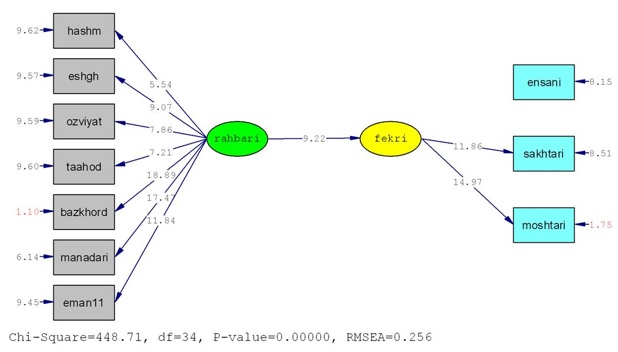 9.62 hashm
9.57 eshgh
9.59 ozviyat
9.60 taahod
1.10 bazkhord
6.14 manadari
9.45 eman11
5.54
9.07
7.86
7.21
18.89
17.47
11.84
rahbari 9.22 fekri
11.86
14.97
ensani 8.15
sakhtari 8.51
moshtari 1.75
Chi-Square=448.71, df=34, P-value=0.00000, RMSEA=0.256